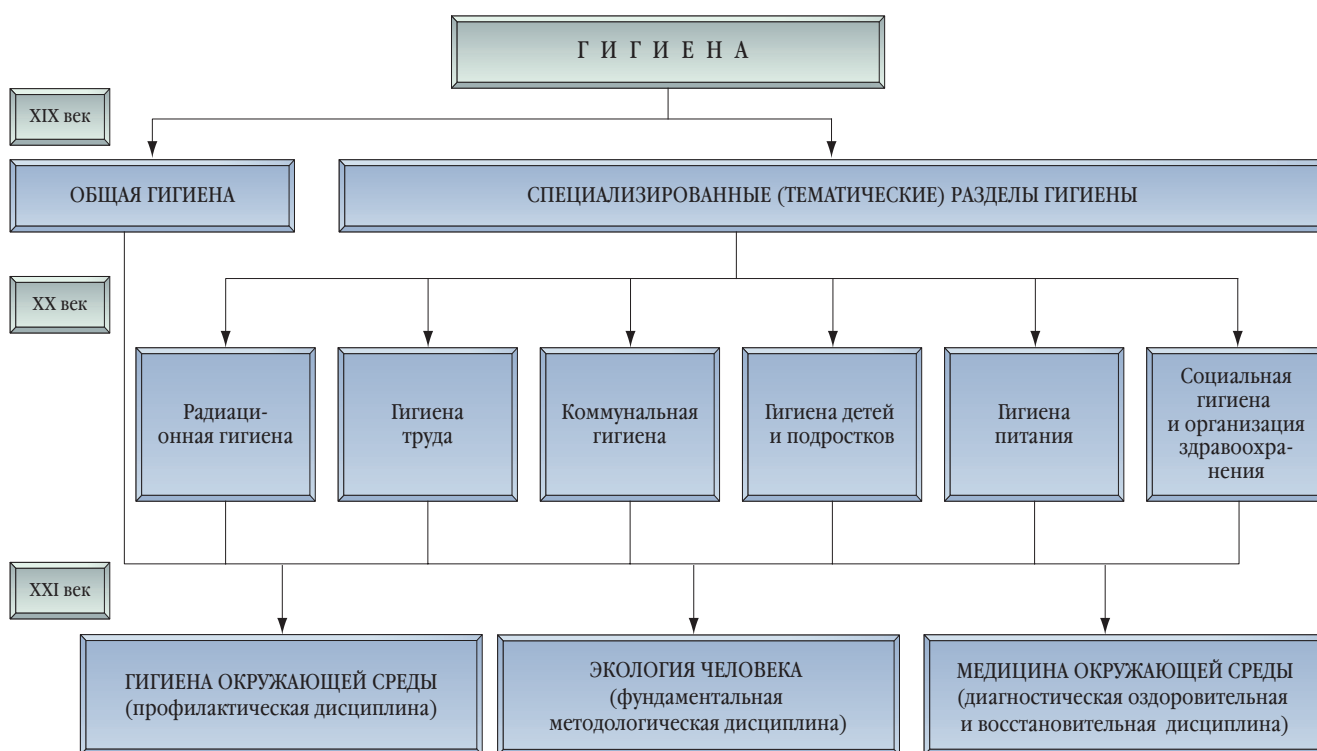 ГИГИЕНА
XIX век
ОБЩАЯ ГИГИЕНА
СПЕЦИАЛИЗИРОВАННЫЕ (ТЕМАТИЧЕСКИЕ) РАЗДЕЛЫ ГИГИЕНЫ
XX век
Радиаци-
онная гигиена
Гигиена
труда
Коммунальная
гигиена
Гигиена детей
и подростков
Гигиена
питания
Социальная
гигиена
и организация
здравоохра-
нения
XXI век
ГИГИЕНА ОКРУЖАЮЩЕЙ СРЕДЫ
(профилактическая дисциплина)
ЭКОЛОГИЯ ЧЕЛОВЕКА
(фундаментальная
методологическая дисциплина)
МЕДИЦИНА ОКРУЖАЮЩЕЙ СРЕДЫ
(диагностическая оздоровительная
и восстановительная дисциплина)